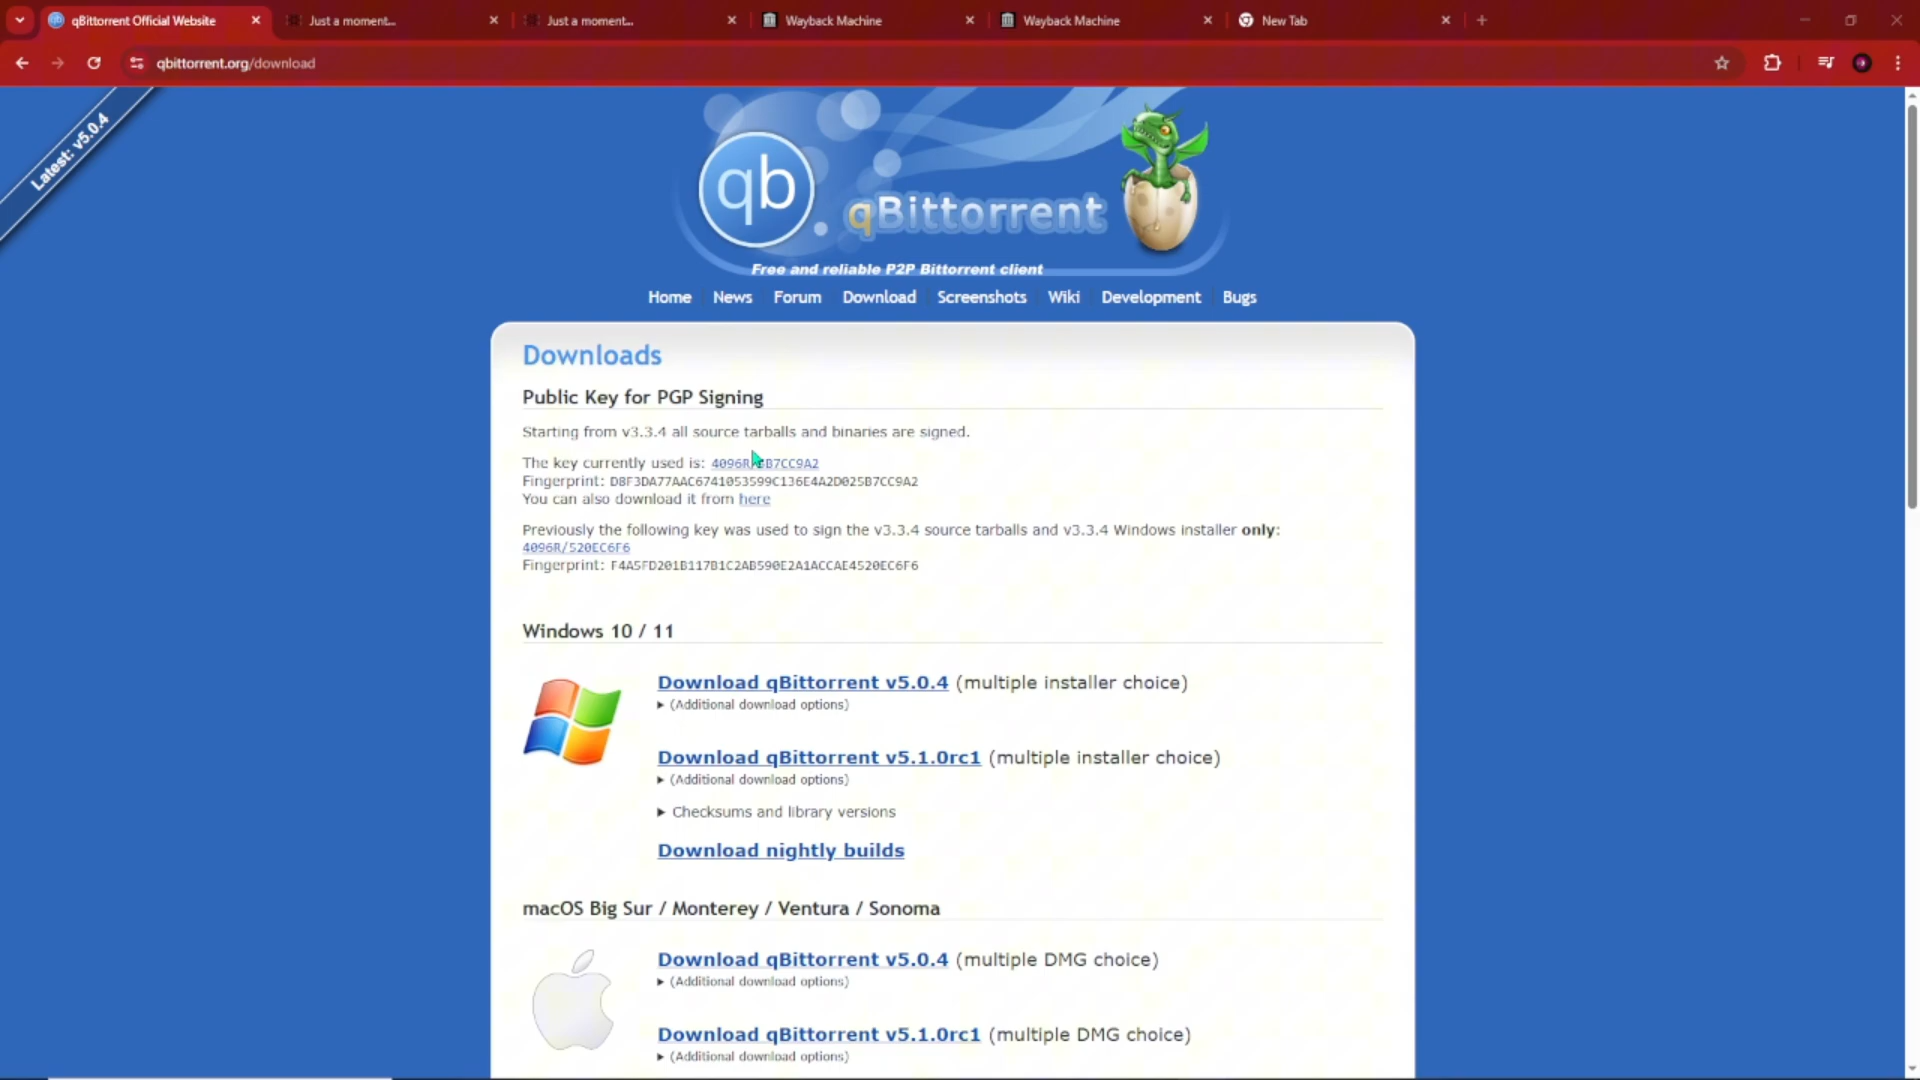 qBittorrent Official Website
Just a moment...
Just a moment...
Wayback Machine
Wayback Machine
New Tab
qbittorrent.org/download
Latest: v5.0.4
qb
qBittorrent
Free and reliable P2P Bittorrent client
Home News Forum Download Screenshots Wiki Development Bugs
Downloads
Public Key for PGP Signing
Starting from v3.3.4 all source tarballs and binaries are signed.
The key currently used is: 4096R/5B7CC9A2
Fingerprint: D8F3DA77AAC6741053599C136E4A2D025B7CC9A2
You can also download it from here
Previously the following key was used to sign the v3.3.4 source tarballs and v3.3.4 Windows installer only:
4096R/520EC6F6
Fingerprint: F4A5FD201B117B1C2AB590E2A1ACCAE4520EC6F6
Windows 10 / 11
Download qBittorrent v5.0.4 (multiple installer choice)
▸ (Additional download options)
Download qBittorrent v5.1.0rc1 (multiple installer choice)
▸ (Additional download options)
▸ Checksums and library versions
Download nightly builds
macOS Big Sur / Monterey / Ventura / Sonoma
Download qBittorrent v5.0.4 (multiple DMG choice)
▸ (Additional download options)
Download qBittorrent v5.1.0rc1 (multiple DMG choice)
▸ (Additional download options)